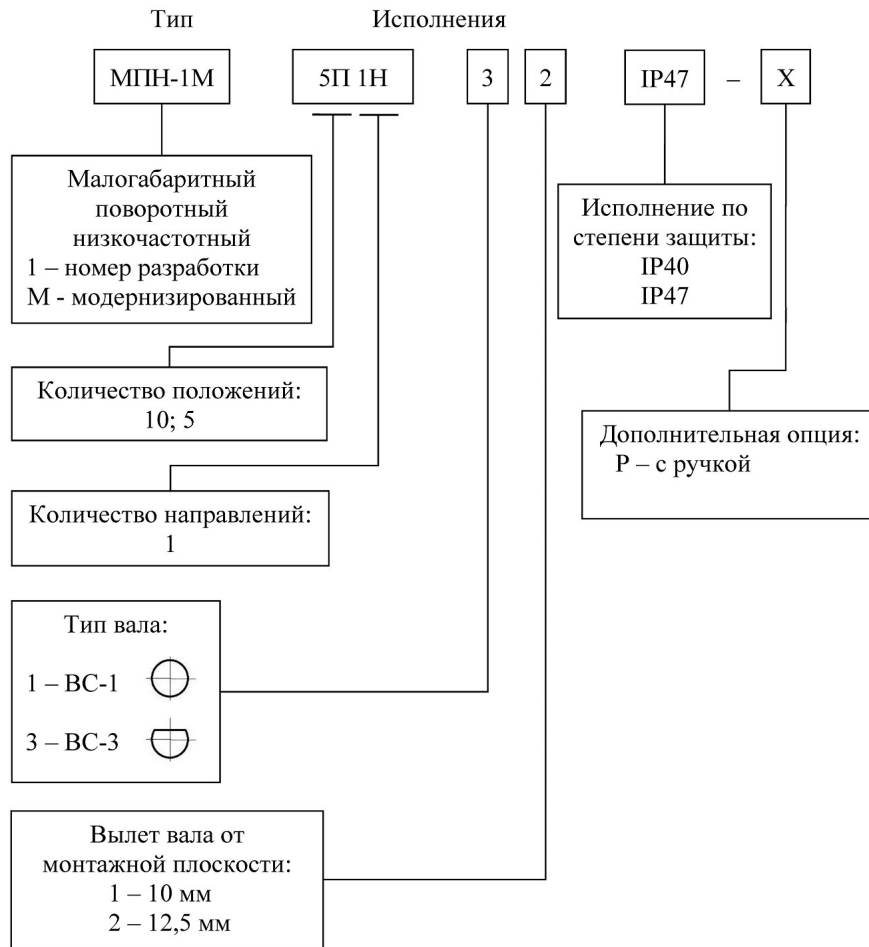 Тип Исполнения
МПН-1М 5П 1Н 3 2 IP47 – Х
Малогабаритный
поворотный
низкочастотный
1 – номер разработки
М - модернизированный
Исполнение по
степени защиты:
IP40
IP47
Количество положений:
10; 5
Дополнительная опция:
Р – с ручкой
Количество направлений:
1
Тип вала:
1 – ВС-1
3 – ВС-3
Вылет вала от
монтажной плоскости:
1 – 10 мм
2 – 12,5 мм